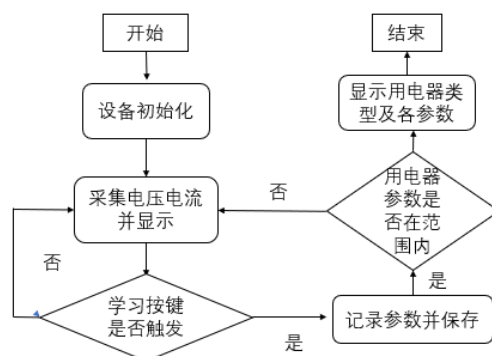 开始
设备初始化
采集电压电流
并显示
否
学习按键
是否触发
是
记录参数并保存
是
用电器
参数是
否在范
围内
否
显示用电器类
型及各参数
结束